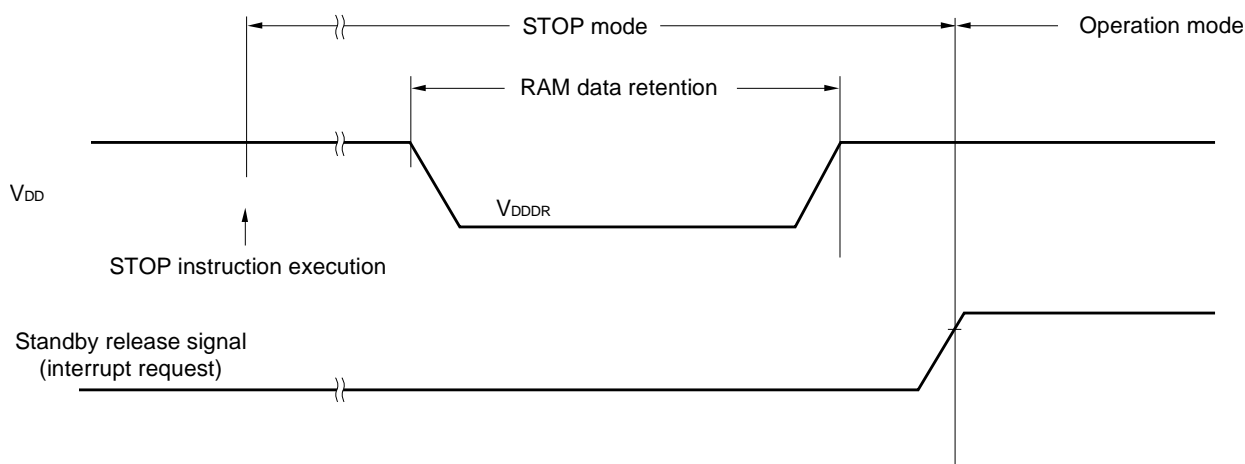 STOP mode
Operation mode
RAM data retention
VDD
VDDDR
STOP instruction execution
Standby release signal
(interrupt request)